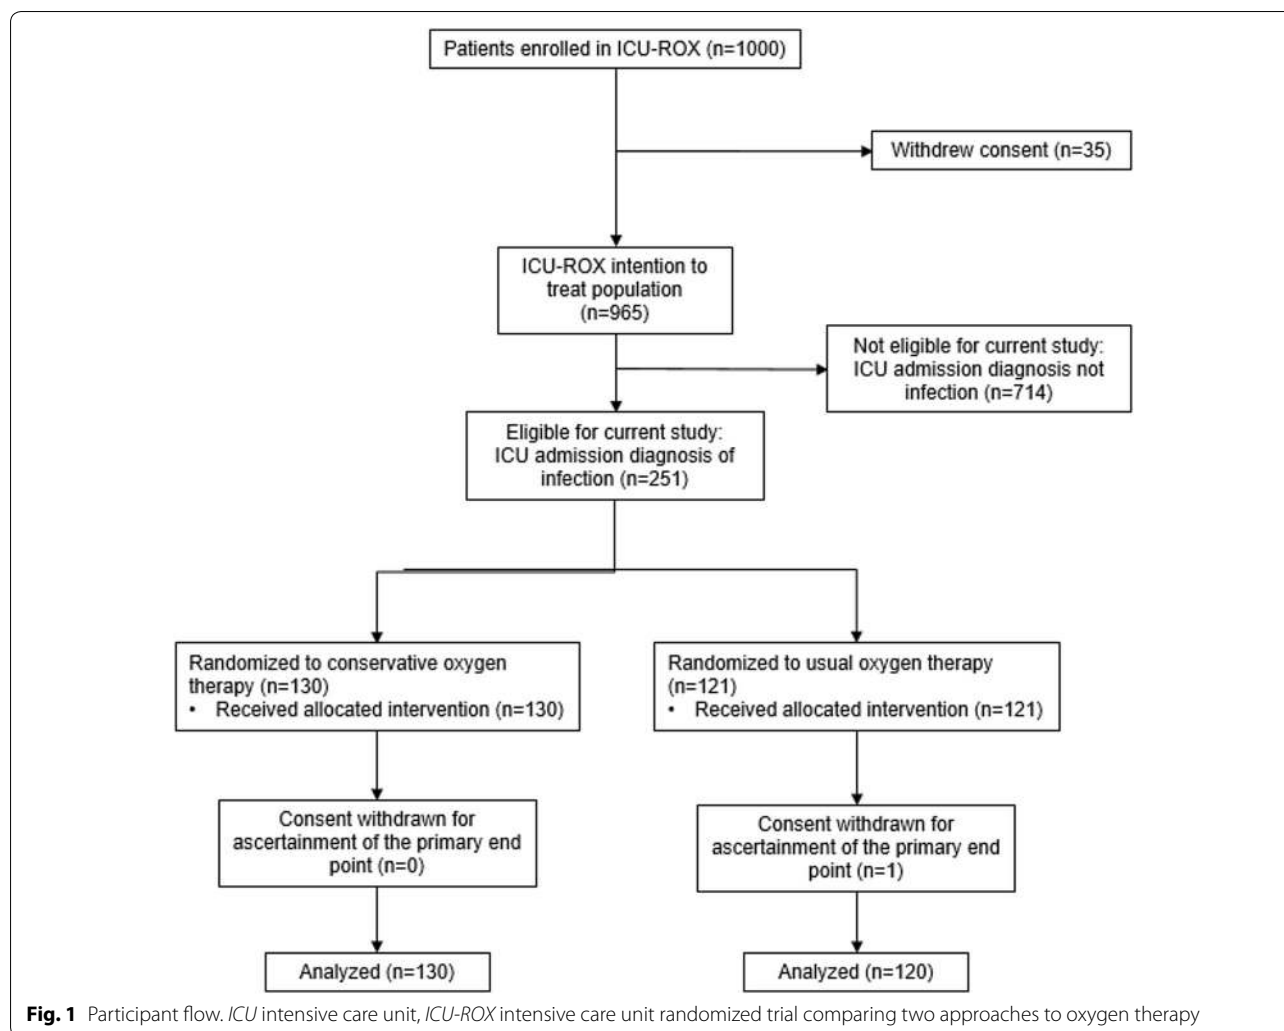 Patients enrolled in ICU-ROX (n=1000)
Withdrew consent (n=35)
ICU-ROX intention to
treat population
(n=965)
Not eligible for current study:
ICU admission diagnosis not
infection (n=714)
Eligible for current study:
ICU admission diagnosis of
infection (n=251)
Randomized to conservative oxygen
therapy (n=130)
• Received allocated intervention (n=130)
Randomized to usual oxygen therapy
(n=121)
• Received allocated intervention (n=121)
Consent withdrawn for
ascertainment of the primary end
point (n=0)
Consent withdrawn for
ascertainment of the primary end
point (n=1)
Analyzed (n=130)
Analyzed (n=120)
Fig. 1 Participant flow. ICU intensive care unit, ICU-ROX intensive care unit randomized trial comparing two approaches to oxygen therapy